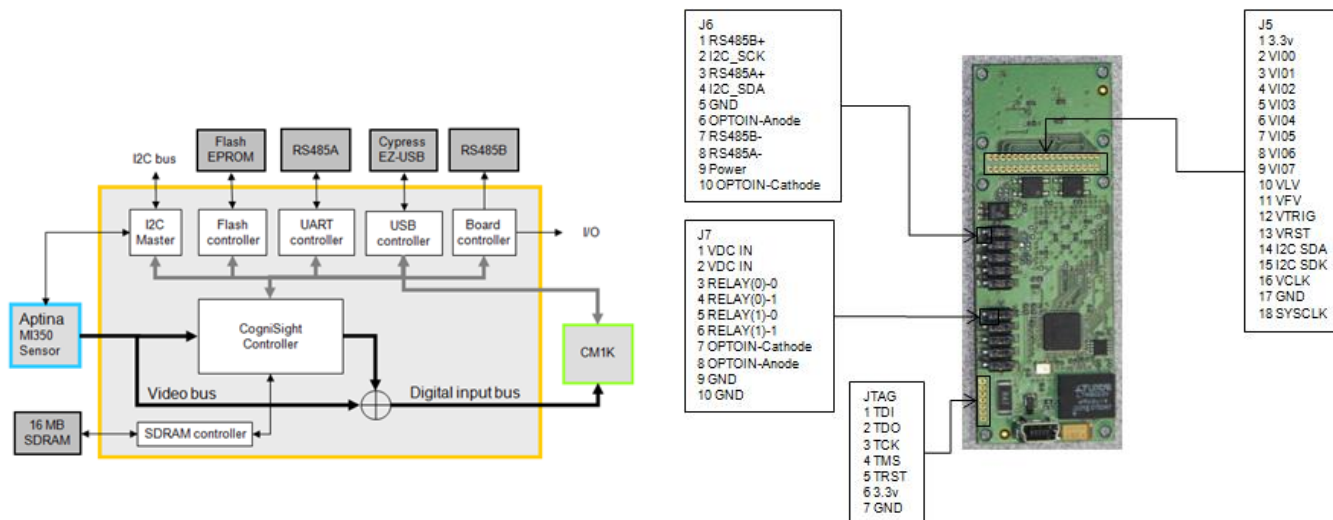 I2C bus
Flash
EPROM
RS485A
Cypress
EZ-USB
RS485B
I2C
Master
Flash
controller
UART
controller
USB
controller
Board
controller
I/O
Aptina
MI350
Sensor
CogniSight
Controller
CM1K
Video bus
Digital input bus
16 MB
SDRAM
SDRAM controller
J6
1 RS485B+
2 I2C_SCK
3 RS485A+
4 I2C_SDA
5 GND
6 OPTOIN-Anode
7 RS485B-
8 RS485A-
9 Power
10 OPTOIN-Cathode
J7
1 VDC IN
2 VDC IN
3 RELAY(0)-0
4 RELAY(0)-1
5 RELAY(1)-0
6 RELAY(1)-1
7 OPTOIN-Cathode
8 OPTOIN-Anode
9 GND
10 GND
JTAG
1 TDI
2 TDO
3 TCK
4 TMS
5 TRST
6 3.3v
7 GND
J5
1 3.3v
2 VI00
3 VI01
4 VI02
5 VI03
6 VI04
7 VI05
8 VI06
9 VI07
10 VLV
11 VFV
12 VTRIG
13 VRST
14 I2C SDA
15 I2C SDK
16 VCLK
17 GND
18 SYSCLK